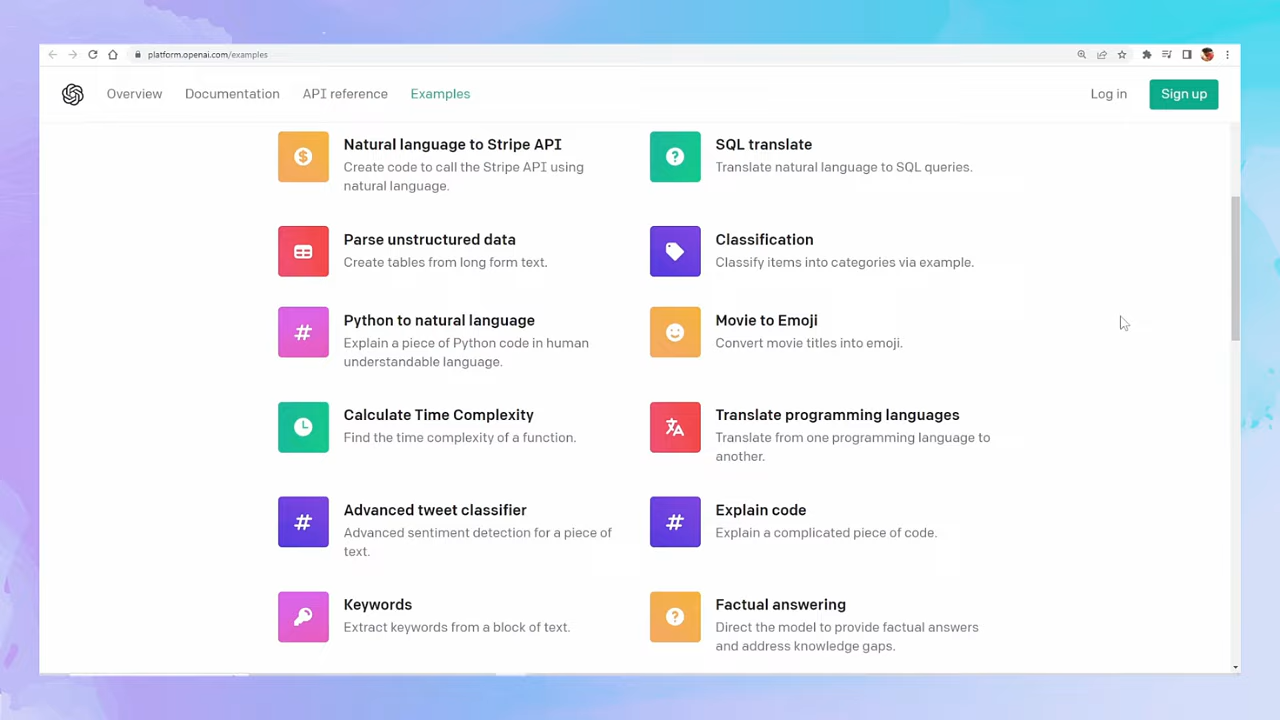 platform.openai.com/examples
Overview Documentation API reference Examples Log in Sign up
Natural language to Stripe API
Create code to call the Stripe API using
natural language.
SQL translate
Translate natural language to SQL queries.
Parse unstructured data
Create tables from long form text.
Classification
Classify items into categories via example.
Python to natural language
Explain a piece of Python code in human
understandable language.
Movie to Emoji
Convert movie titles into emoji.
Calculate Time Complexity
Find the time complexity of a function.
Translate programming languages
Translate from one programming language to
another.
Advanced tweet classifier
Advanced sentiment detection for a piece of
text.
Explain code
Explain a complicated piece of code.
Keywords
Extract keywords from a block of text.
Factual answering
Direct the model to provide factual answers
and address knowledge gaps.